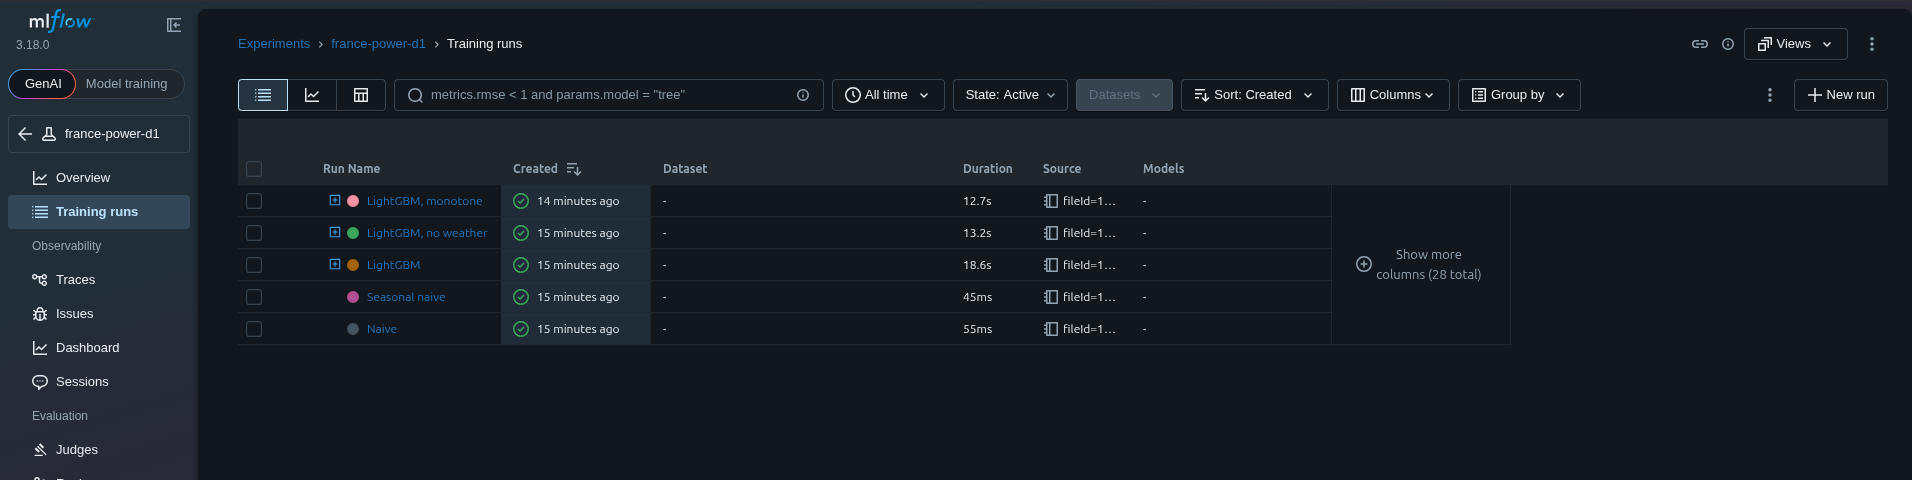 mlflow
3.18.0
GenAI Model training
france-power-d1
Overview
Training runs
Observability
Traces
Issues
Dashboard
Sessions
Evaluation
Judges
Experiments > france-power-d1 > Training runs
Views
metrics.rmse < 1 and params.model = "tree"
All time
State: Active
Datasets
Sort: Created
Columns
Group by
New run
Run Name Created Dataset Duration Source Models
LightGBM, monotone 14 minutes ago - 12.7s fileId=1... -
LightGBM, no weather 15 minutes ago - 13.2s fileId=1... -
LightGBM 15 minutes ago - 18.6s fileId=1... -
Seasonal naive 15 minutes ago - 45ms fileId=1... -
Naive 15 minutes ago - 55ms fileId=1... -
Show more
columns (28 total)